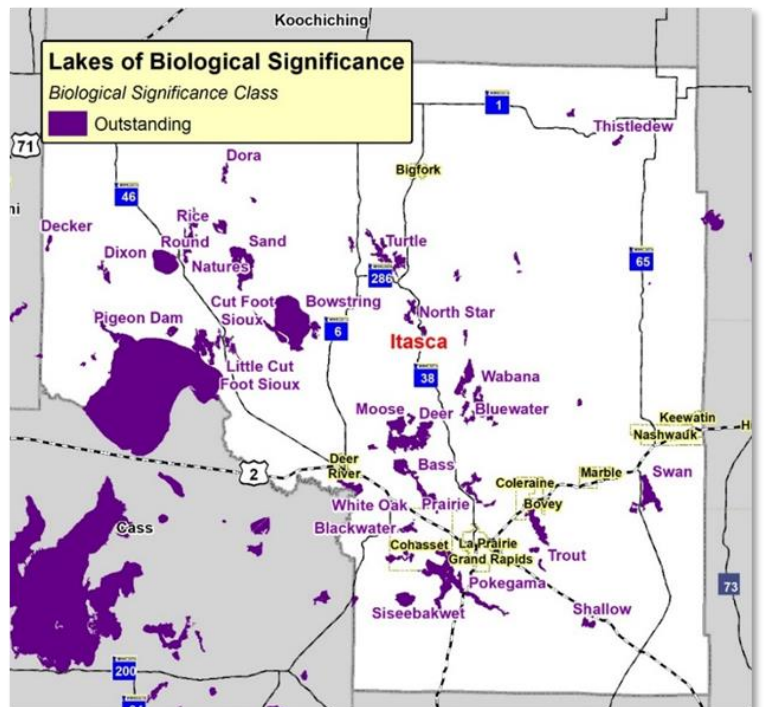 Koochiching
Lakes of Biological Significance
Biological Significance Class
Outstanding
1
Thistledew
71
Dora
Bigfork
46
ni
Rice
Decker
Round
Sand
Turtle
Dixon
Natures
65
286
Cut Foot
Sioux
Bowstring
North Star
Pigeon Dam
6
Itasca
Little Cut
Foot Sioux
38
Wabana
Moose
Deer
Bluewater
Keewatin
Nashwauk
H
Deer
River
Bass
2
Marble
Swan
Coleraine
White Oak
Prairie
Bovey
Cass
Blackwater
Cohasset
La Prairie
Grand Rapids
Trout
Pokegama
73
Siseebakwet
Shallow
200